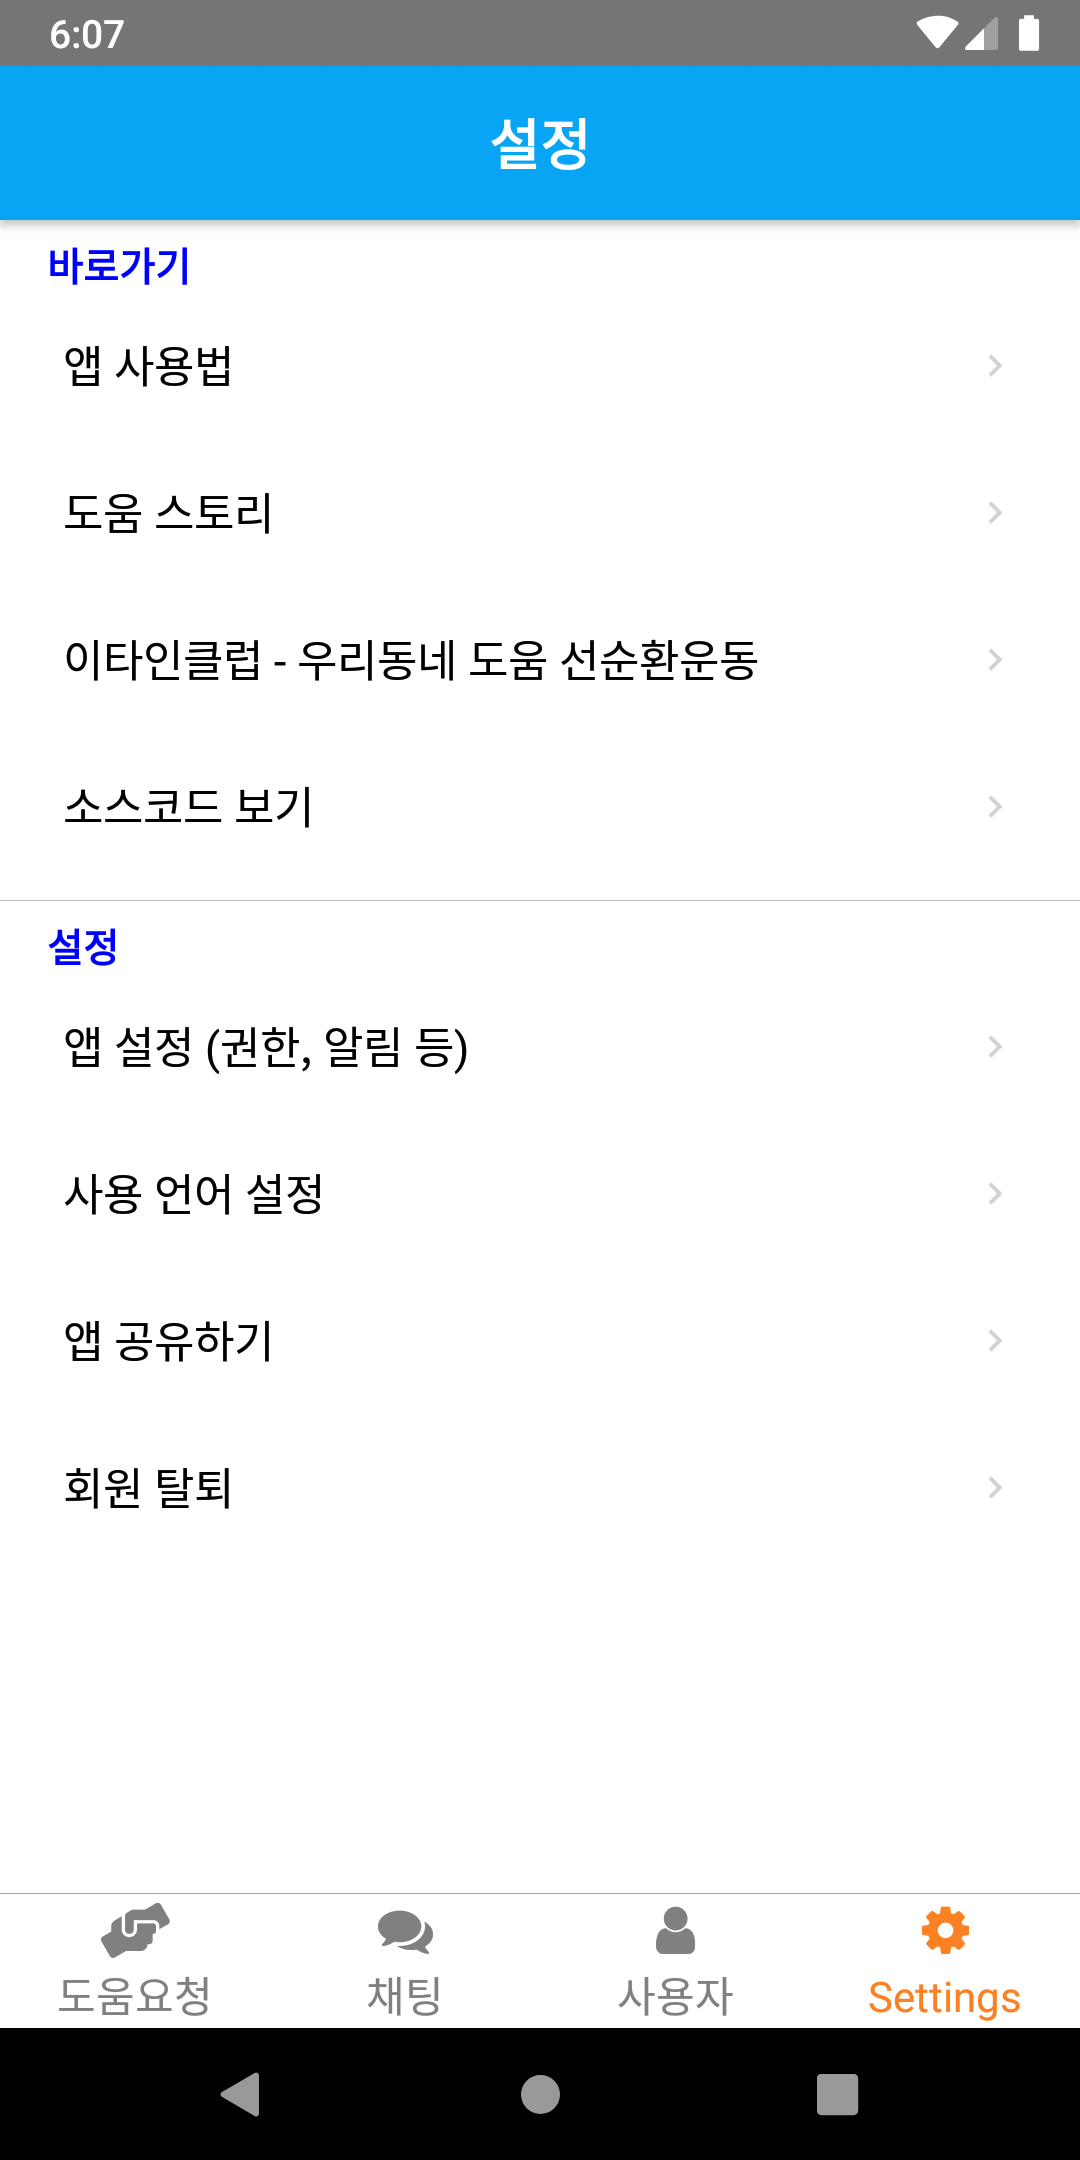 6:07
설정
바로가기
앱 사용법
도움 스토리
이타인클럽 - 우리동네 도움 선순환운동
소스코드 보기
설정
앱 설정 (권한, 알림 등)
사용 언어 설정
앱 공유하기
회원 탈퇴
도움요청
채팅
사용자
Settings